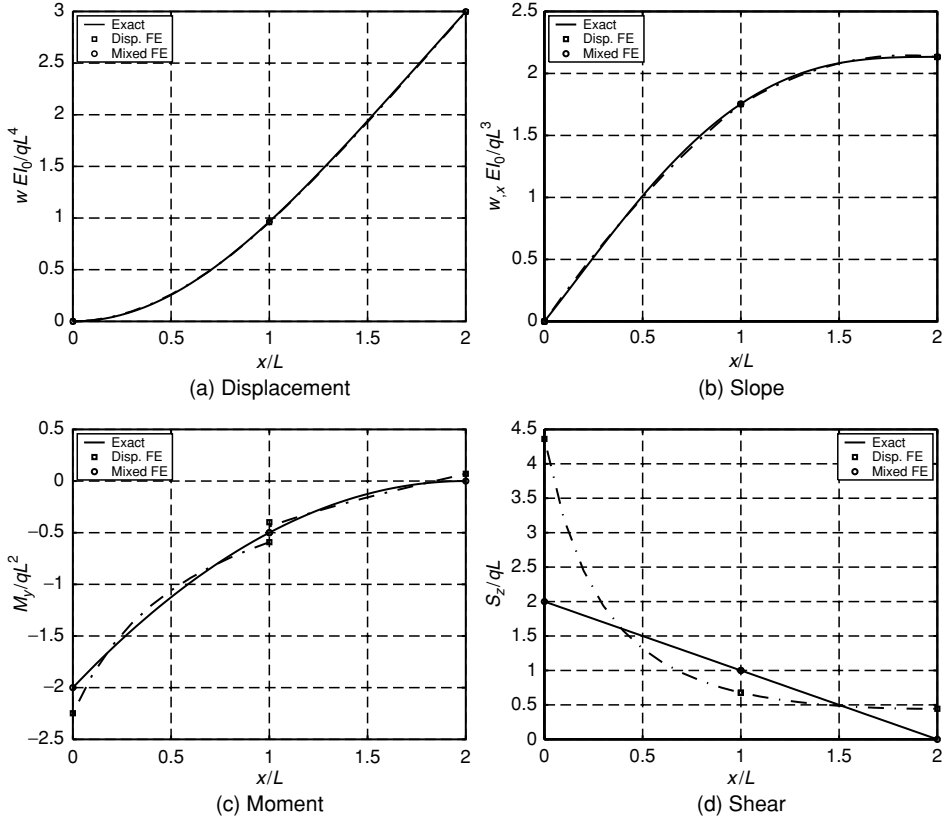 Exact
Disp. FE
Mixed FE
3
2.5
2
1.5
1
0.5
0
w EI0/qL4
0 0.5 1 1.5 2
x/L
(a) Displacement
Exact
Disp. FE
Mixed FE
2.5
2
1.5
1
0.5
0
w,x EI0/qL3
0 0.5 1 1.5 2
x/L
(b) Slope
Exact
Disp. FE
Mixed FE
0.5
0
−0.5
−1
−1.5
−2
−2.5
My/qL2
0 0.5 1 1.5 2
x/L
(c) Moment
Exact
Disp. FE
Mixed FE
4.5
4
3.5
3
2.5
2
1.5
1
0.5
0
Sz/qL
0 0.5 1 1.5 2
x/L
(d) Shear